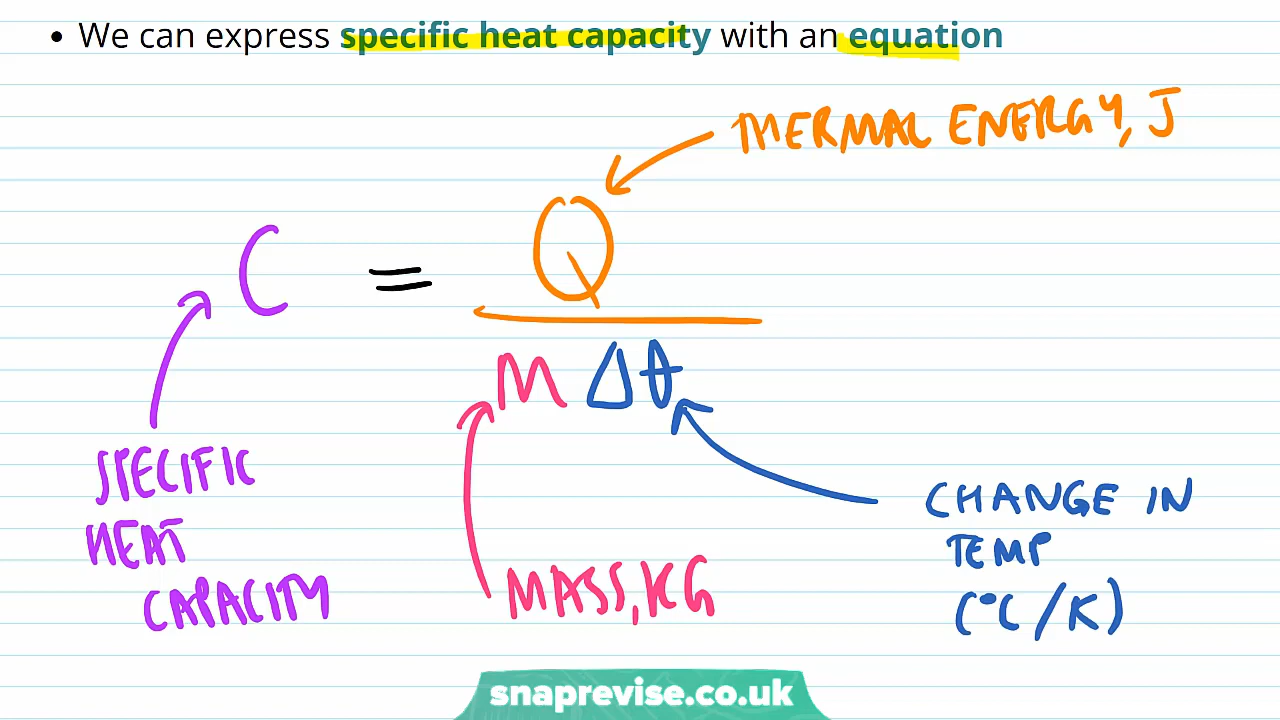 • We can express specific heat capacity with an equation
THERMAL ENERGY, J
C = Q
M Δθ
SPECIFIC
HEAT
CAPACITY
MASS, KG
CHANGE IN
TEMP
(°C/K)
snaprevise.co.uk